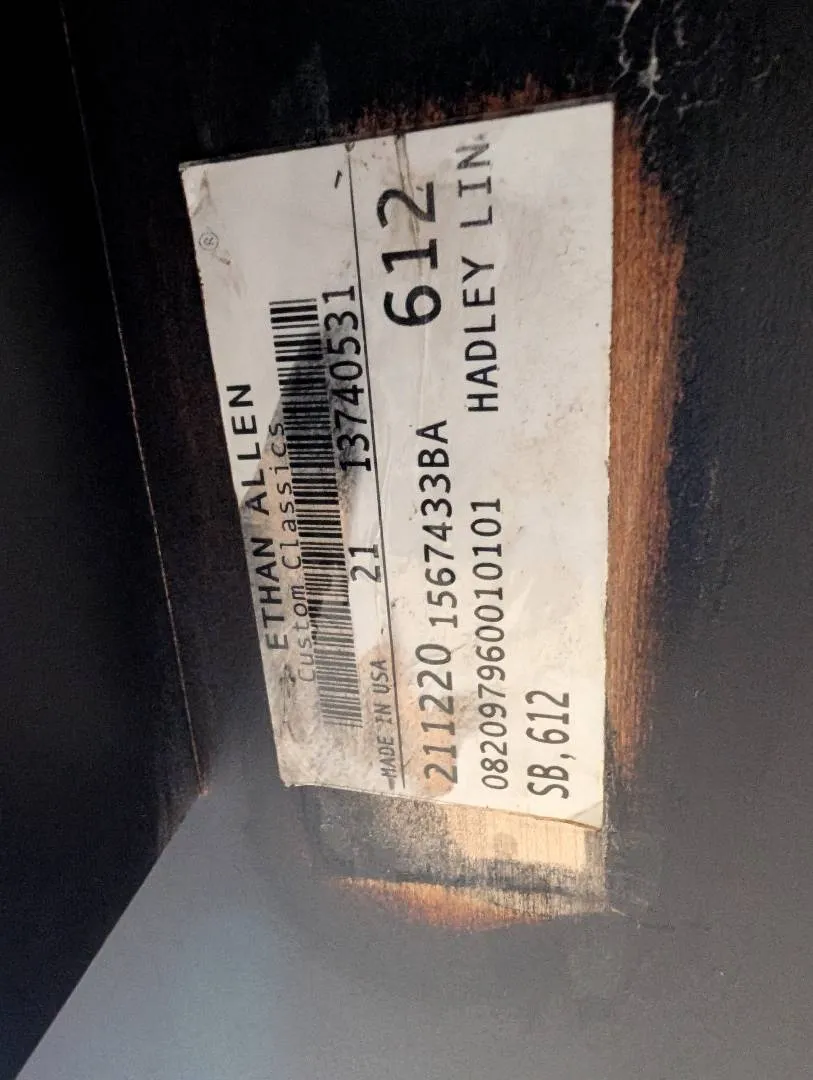 ETHAN ALLEN ®
Custom Classics
21 13740531
MADE IN USA
211220 1567433BA 612
082097960010101 HADLEY LIN
SB,612